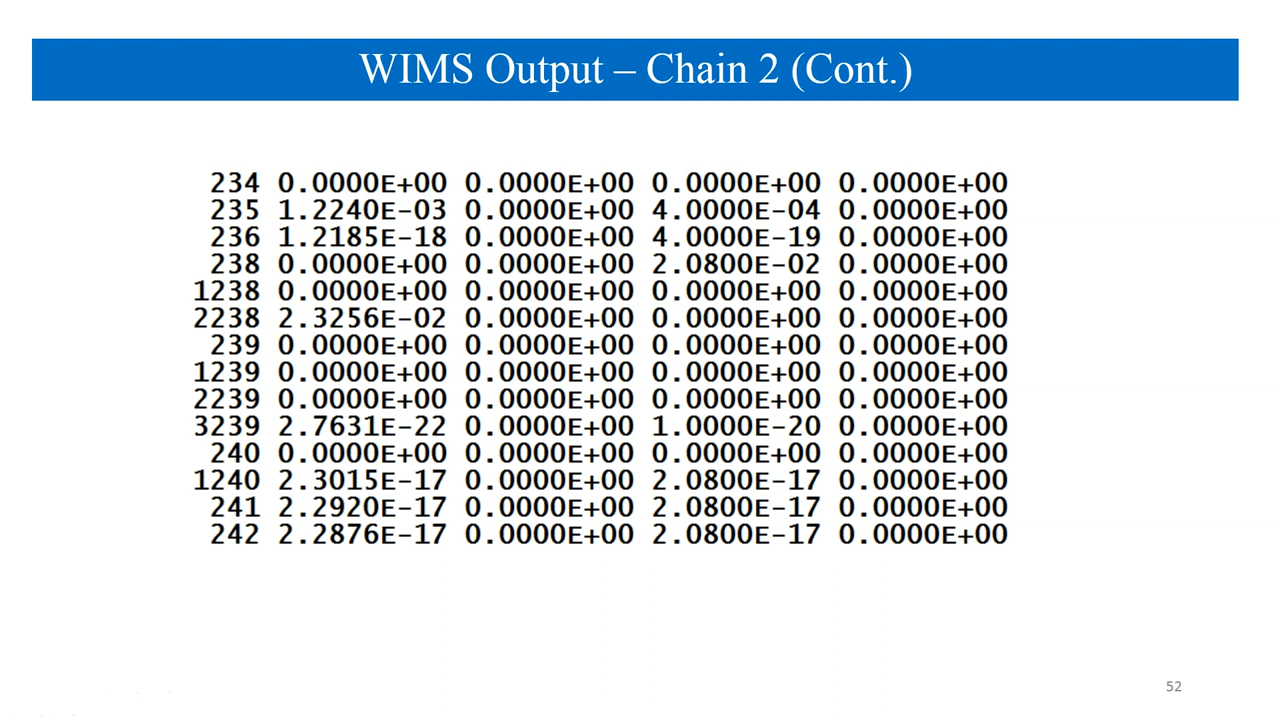 WIMS Output – Chain 2 (Cont.)
234 0.0000E+00 0.0000E+00 0.0000E+00 0.0000E+00
235 1.2240E-03 0.0000E+00 4.0000E-04 0.0000E+00
236 1.2185E-18 0.0000E+00 4.0000E-19 0.0000E+00
238 0.0000E+00 0.0000E+00 2.0800E-02 0.0000E+00
1238 0.0000E+00 0.0000E+00 0.0000E+00 0.0000E+00
2238 2.3256E-02 0.0000E+00 0.0000E+00 0.0000E+00
239 0.0000E+00 0.0000E+00 0.0000E+00 0.0000E+00
1239 0.0000E+00 0.0000E+00 0.0000E+00 0.0000E+00
2239 0.0000E+00 0.0000E+00 0.0000E+00 0.0000E+00
3239 2.7631E-22 0.0000E+00 1.0000E-20 0.0000E+00
240 0.0000E+00 0.0000E+00 0.0000E+00 0.0000E+00
1240 2.3015E-17 0.0000E+00 2.0800E-17 0.0000E+00
241 2.2920E-17 0.0000E+00 2.0800E-17 0.0000E+00
242 2.2876E-17 0.0000E+00 2.0800E-17 0.0000E+00
52